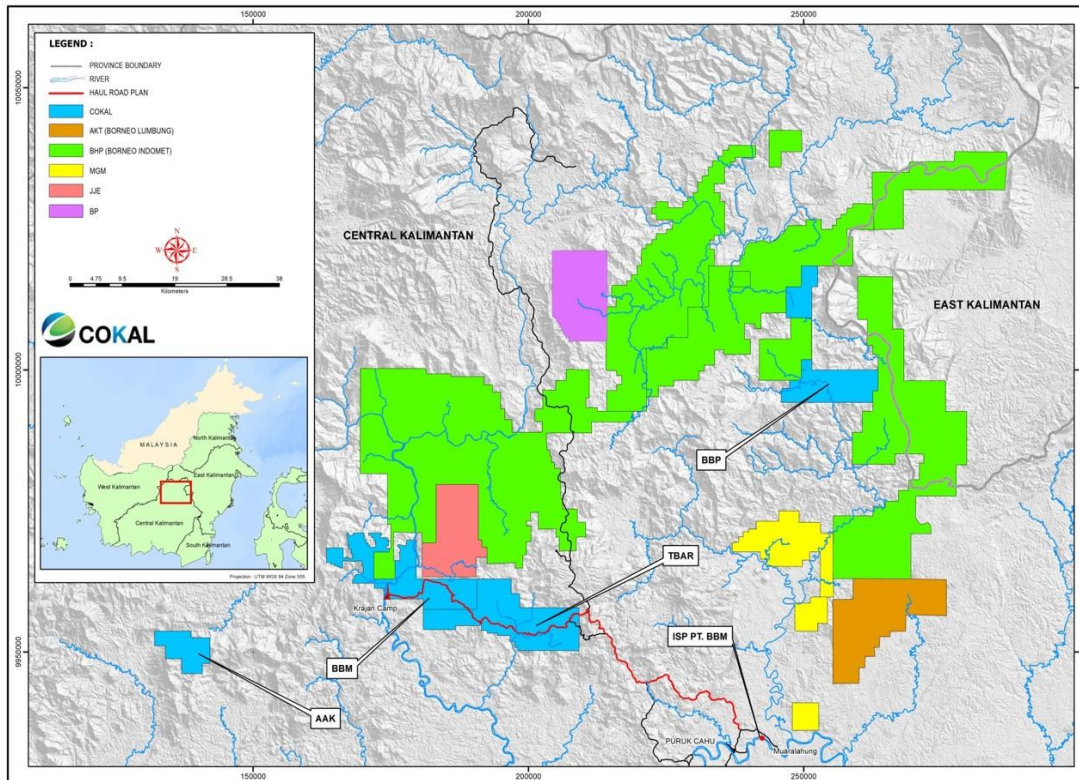 150000
200000
250000
LEGEND :
PROVINCE BOUNDARY
RIVER
HAUL ROAD PLAN
COKAL
AKT (BORNEO LUMBUNG)
BHP (BORNEO INDOMET)
MGM
JJE
BP
N
W E
S
0 4.75 9.5 19 28.5 38
Kilometers
COKAL
MALAYSIA
North Kalimantan
West Kalimantan
East Kalimantan
Central Kalimantan
South Kalimantan
Projection : UTM WGS 84 Zone 50S
10050000
10050000
CENTRAL KALIMANTAN
EAST KALIMANTAN
10000000
10000000
BBP
TBAR
Krajan Camp
ISP PT. BBM
9950000
9950000
BBM
AAK
PURUK CAHU
Muaralahung
150000
200000
250000